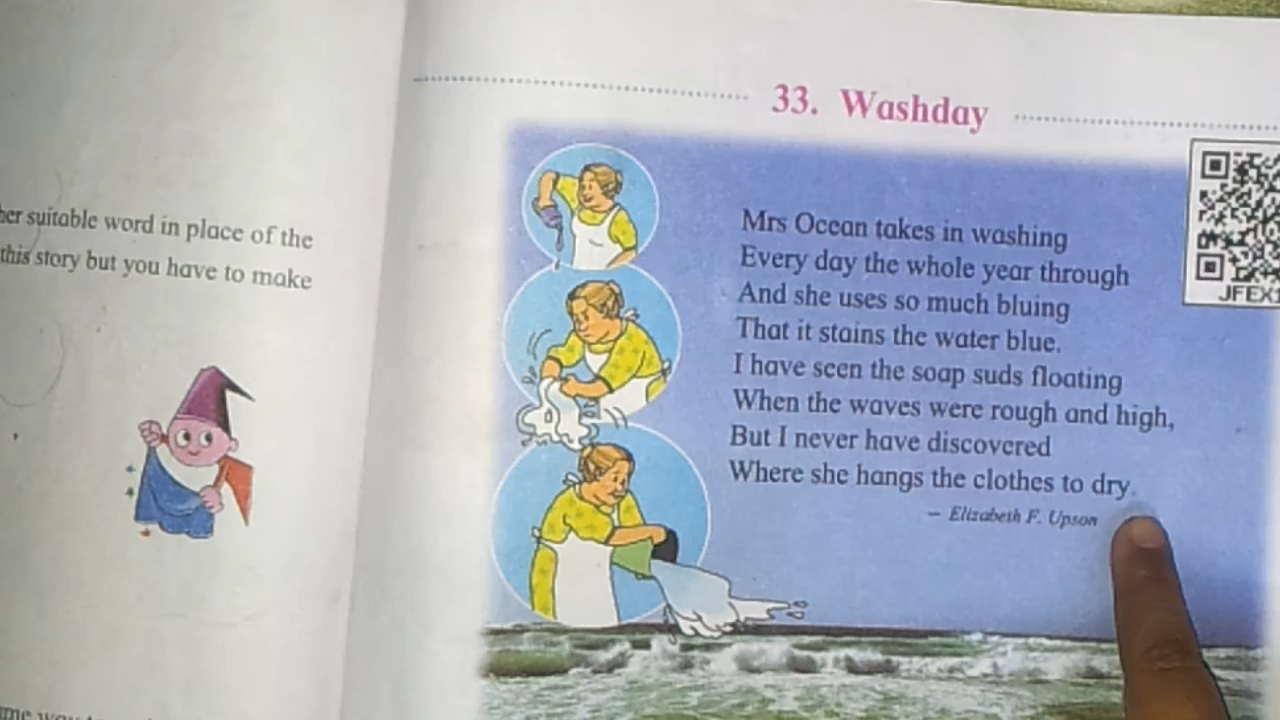 suitable word in place of the
this story but you have to make
33. Washday
Mrs Ocean takes in washing
Every day the whole year through
And she uses so much bluing
That it stains the water blue.
I have seen the soap suds floating
When the waves were rough and high,
But I never have discovered
Where she hangs the clothes to dry.
– Elizabeth F. Upson